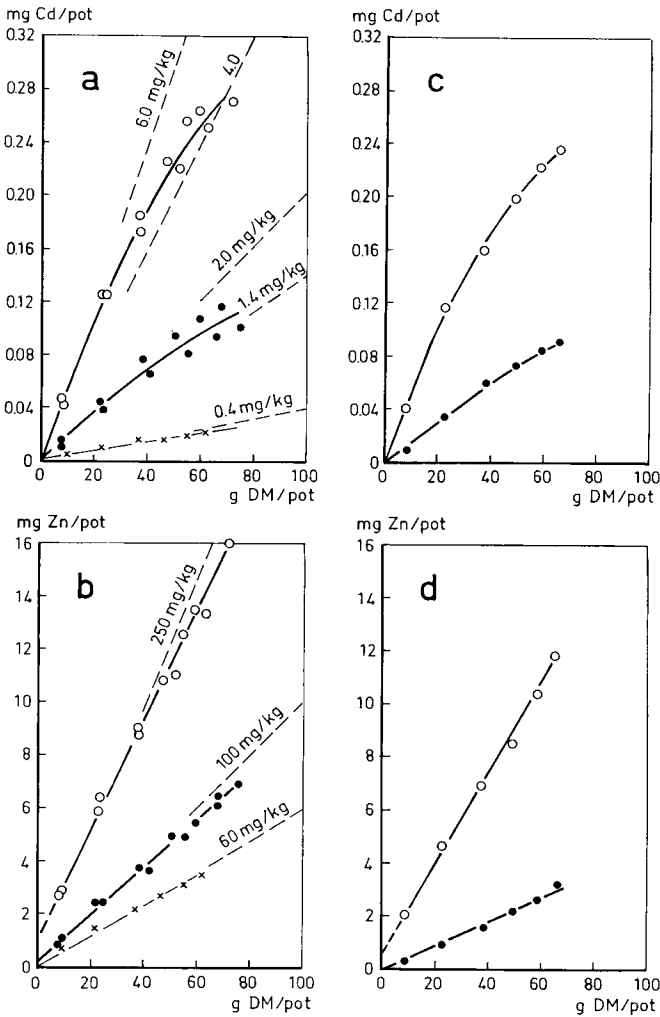 mg Cd/pot
0.32
0.28
0.24
0.20
0.16
0.12
0.08
0.04
0
a
6.0 mg/kg
4.0
2.0 mg/kg
1.4 mg/kg
0.4 mg/kg
0 20 40 60 80 100
g DM/pot
mg Cd/pot
0.32
0.28
0.24
0.20
0.16
0.12
0.08
0.04
0
c
0 20 40 60 80 100
g DM/pot
mg Zn/pot
16
14
12
10
8
6
4
2
0
b
250 mg/kg
100 mg/kg
60 mg/kg
0 20 40 60 80 100
g DM/pot
mg Zn/pot
16
14
12
10
8
6
4
2
0
d
0 20 40 60 80 100
g DM/pot